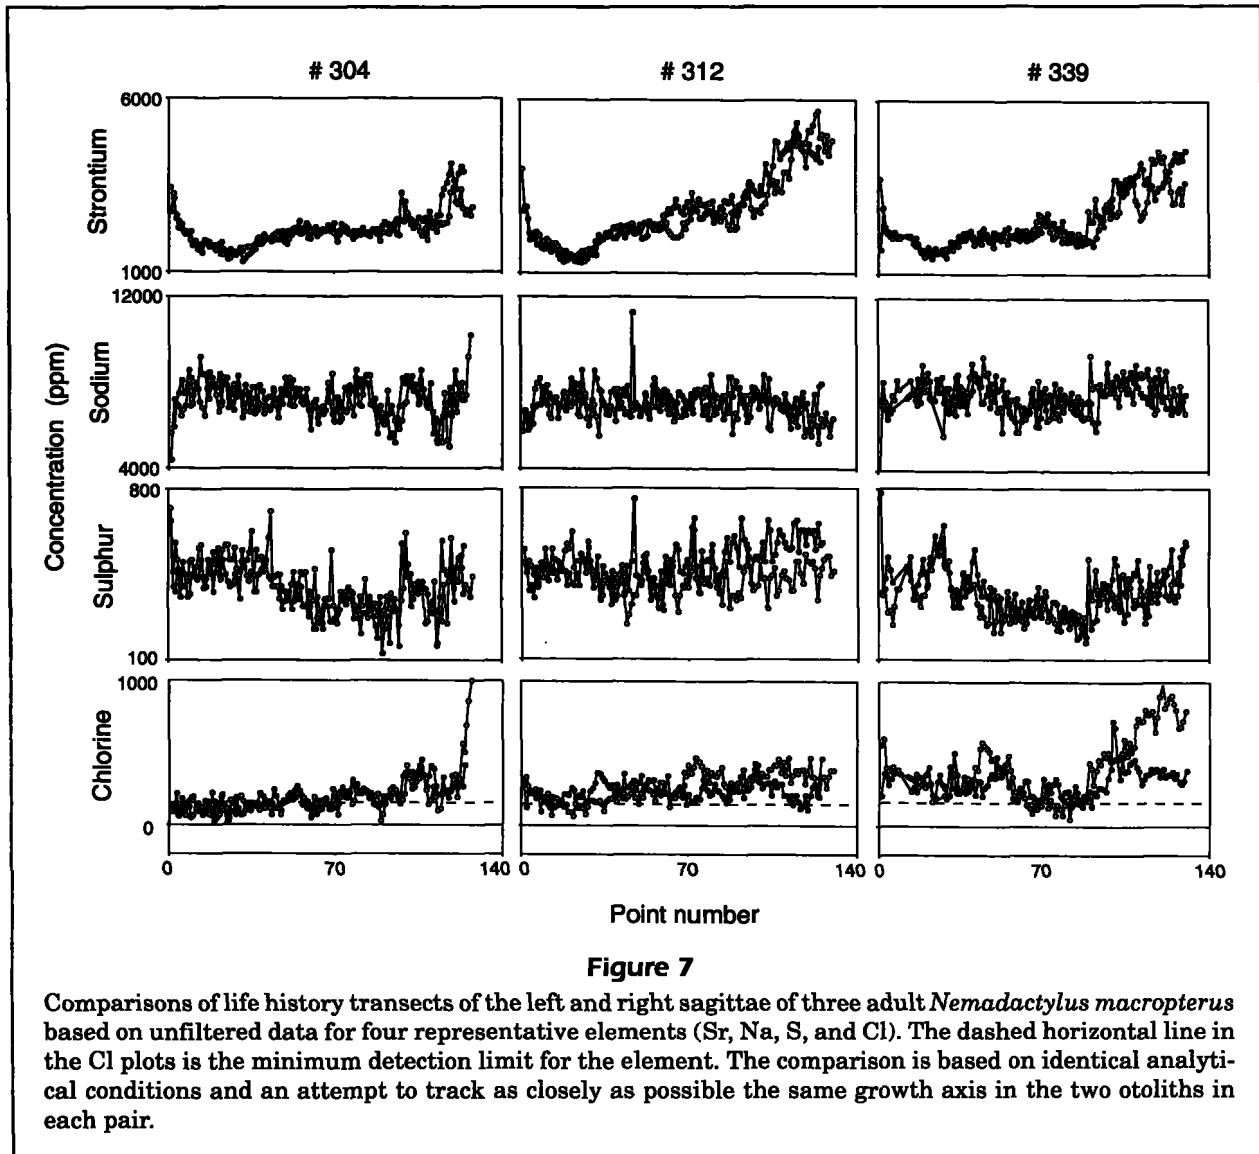 # 304 # 312 # 339
6000
Strontium
1000
12000
Sodium
4000
Concentration (ppm)
800
Sulphur
100
1000
Chlorine
0
0 70 140 0 70 140 0 70 140
Point number
Figure 7
Comparisons of life history transects of the left and right sagittae of three adult Nemadactylus macropterus
based on unfiltered data for four representative elements (Sr, Na, S, and Cl). The dashed horizontal line in
the Cl plots is the minimum detection limit for the element. The comparison is based on identical analyti-
cal conditions and an attempt to track as closely as possible the same growth axis in the two otoliths in
each pair.